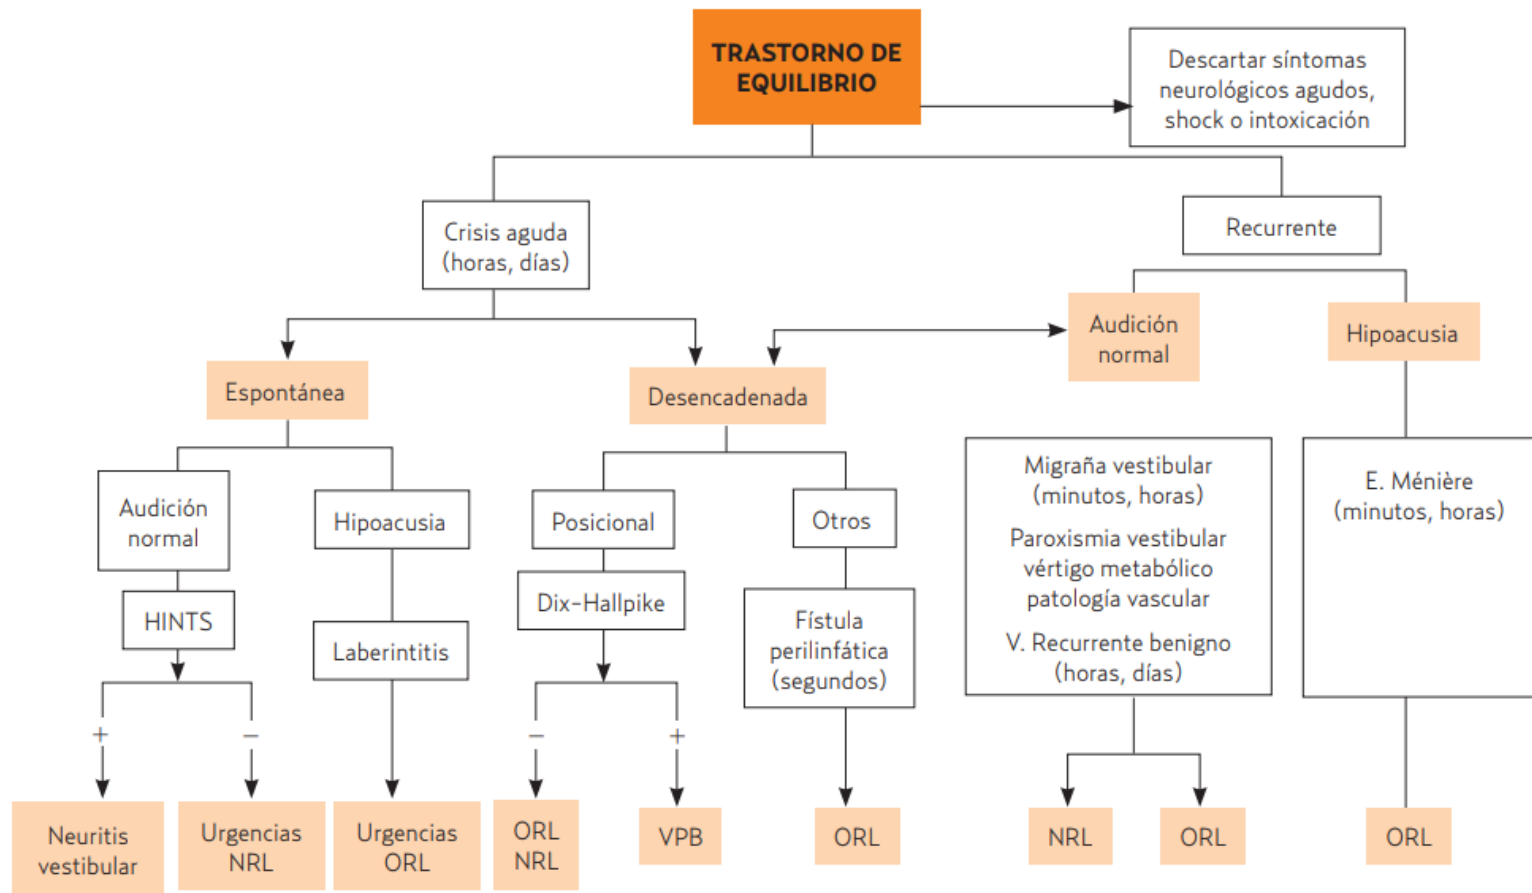 TRASTORNO DE
EQUILIBRIO
Descartar síntomas
neurológicos agudos,
shock o intoxicación
Crisis aguda
(horas, días)
Recurrente
Audición
normal
Hipoacusia
Espontánea
Desencadenada
Audición
normal
Hipoacusia
Posicional
Otros
Migraña vestibular
(minutos, horas)
Paroxismia vestibular
vértigo metabólico
patología vascular
V. Recurrente benigno
(horas, días)
E. Ménière
(minutos, horas)
HINTS
Laberintitis
Dix-Hallpike
Fístula
perilinfática
(segundos)
+
–
–
+
Neuritis
vestibular
Urgencias
NRL
Urgencias
ORL
ORL
NRL
VPB
ORL
NRL
ORL
ORL